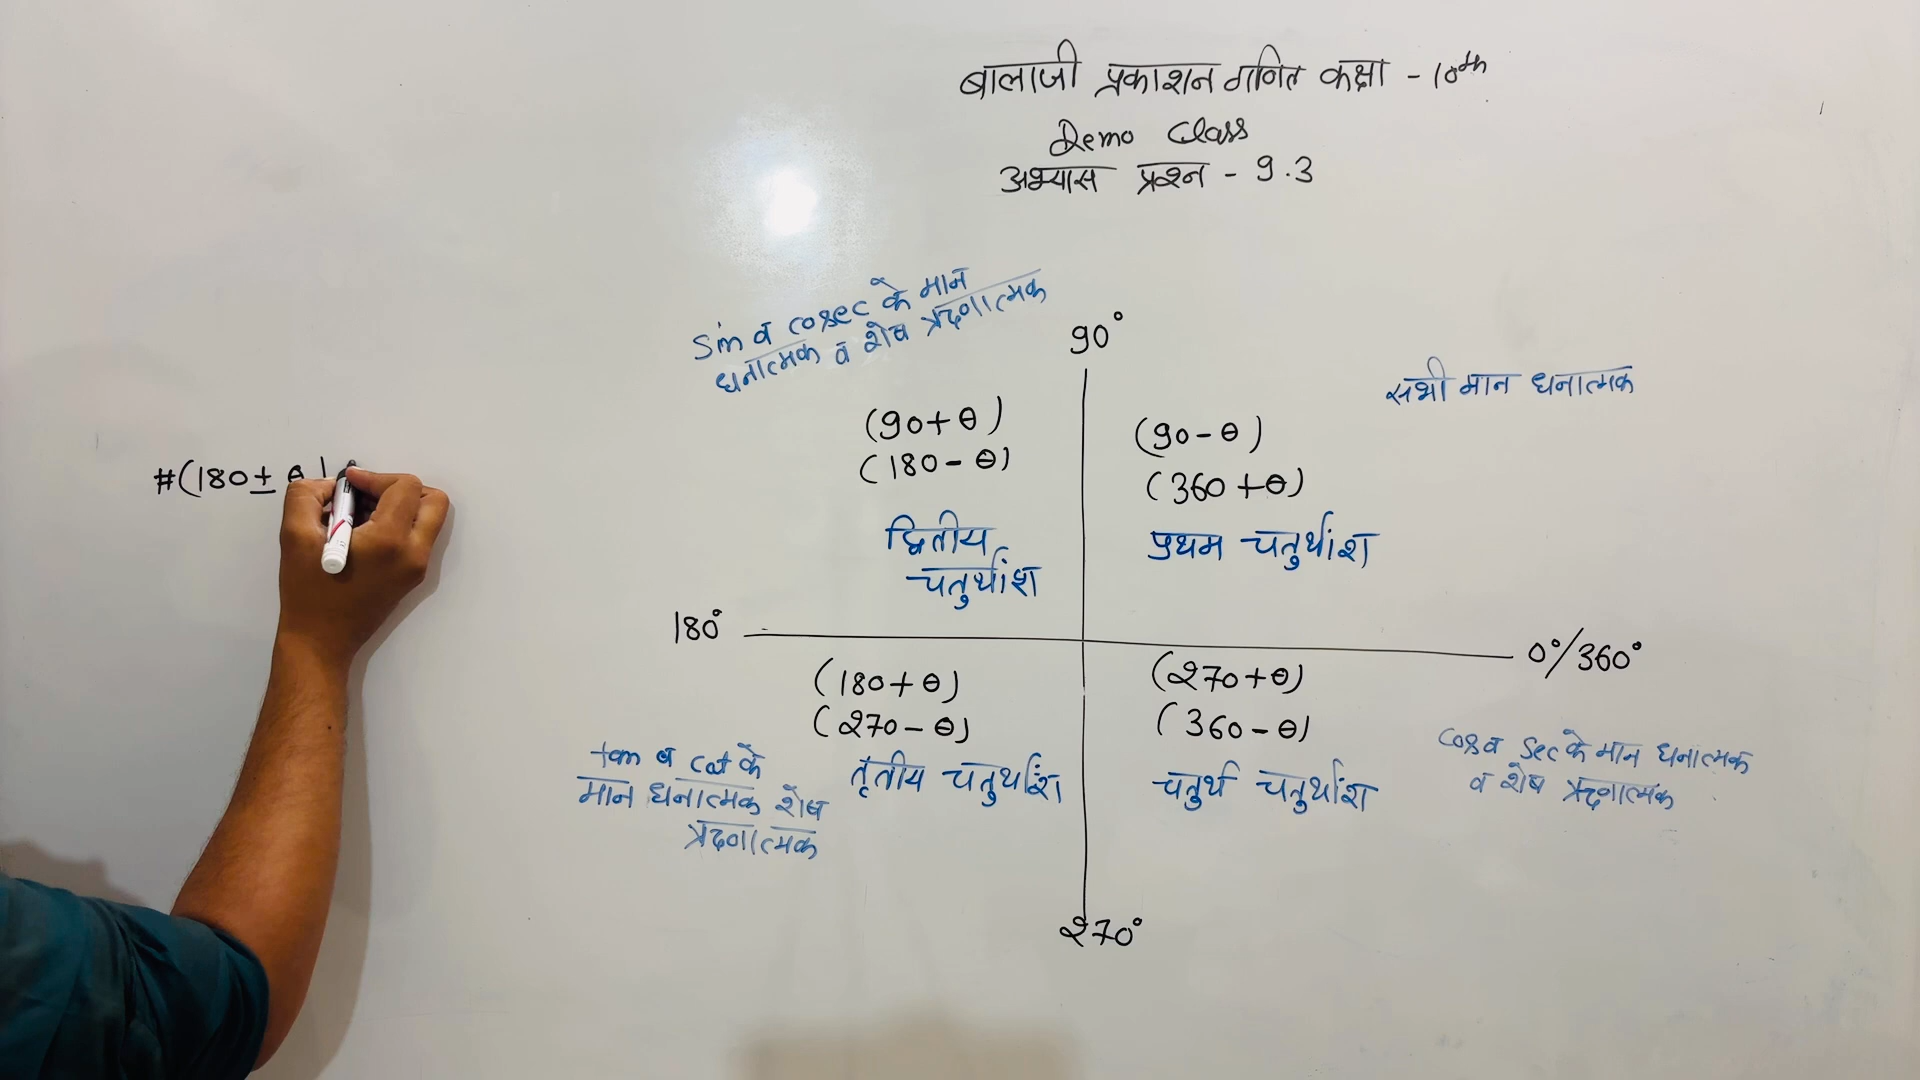 बालाजी प्रकाशन गणित कक्षा - 10th
Demo Class
अभ्यास प्रश्न - 9.3
sin व cosec के मान
धनात्मक व शेष ऋणात्मक
90°
सभी मान धनात्मक
(90+θ)
(180-θ)
(90-θ)
(360+θ)
द्वितीय
चतुर्थांश
प्रथम चतुर्थांश
#(180± θ)
180°
0°/360°
(180+θ)
(270-θ)
(270+θ)
(360-θ)
tan व cot के
मान धनात्मक शेष
ऋणात्मक
तृतीय चतुर्थांश
चतुर्थ चतुर्थांश
cos व sec के मान धनात्मक
व शेष ऋणात्मक
270°